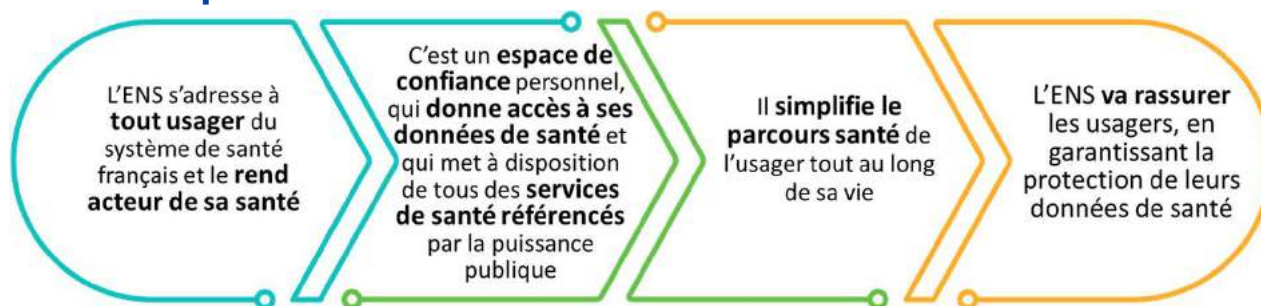 L'ENS s'adresse à
tout usager du
système de santé
français et le rend
acteur de sa santé
C'est un espace de
confiance personnel,
qui donne accès à ses
données de santé et
qui met à disposition
de tous des services
de santé référencés
par la puissance
publique
Il simplifie le
parcours santé de
l'usager tout au long
de sa vie
L'ENS va rassurer
les usagers, en
garantissant la
protection de leurs
données de santé